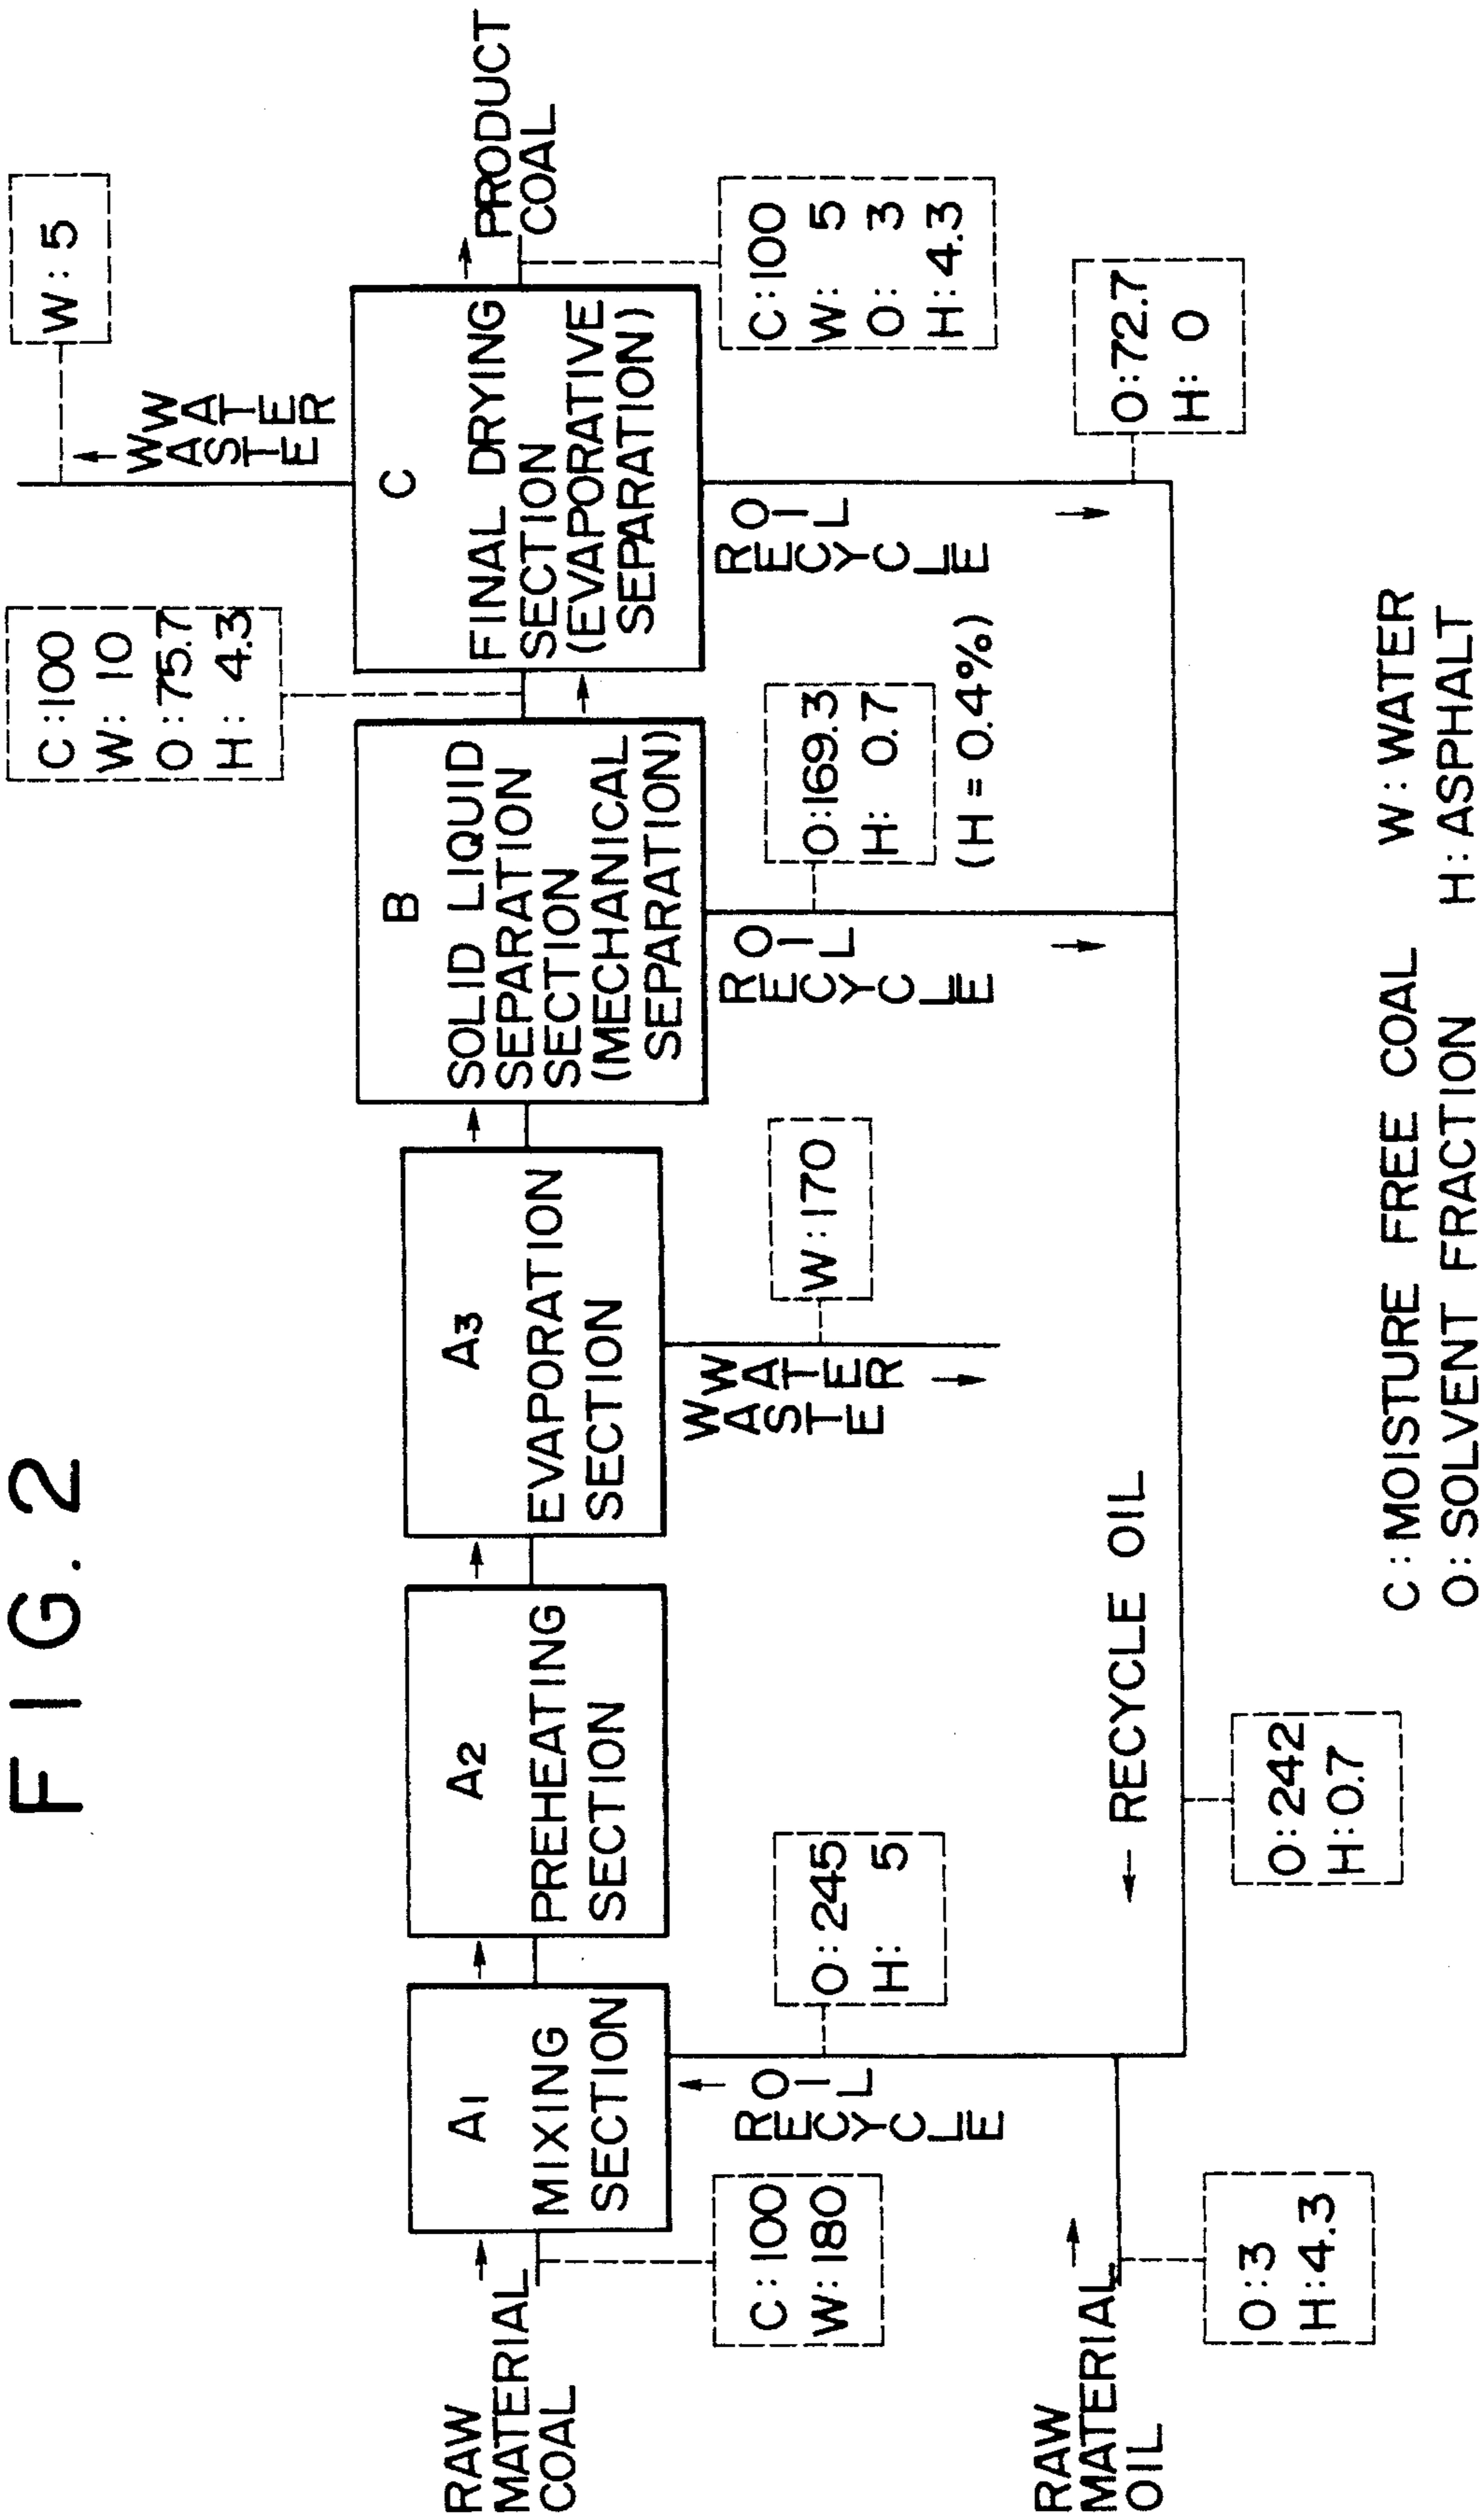 FIG. 2
RAW
MATERIAL
COAL
C:100
W:180
A1
MIXING
SECTION
RECYCLE
OIL
O:245
H: 5
RAW
MATERIAL
OIL
O:3
H:4.3
A2
PREHEATING
SECTION
A3
EVAPORATION
SECTION
WASTE
WATER
W:170
B
SOLID LIQUID
SEPARATION
SECTION
(MECHANICAL
SEPARATION)
RECYCLE
OIL
O:169.3
H: 0.7
(H=0.4%)
C:100
W: 10
O:75.7
H: 4.3
C
FINAL DRYING
SECTION
(EVAPORATIVE
SEPARATION)
WASTE
WATER
W: 5
RECYCLE
OIL
O:72.7
H: 0
PRODUCT
COAL
C:100
W: 5
O: 3
H:4.3
RECYCLE OIL
O:242
H:0.7
C:MOISTURE FREE COAL W:WATER
O:SOLVENT FRACTION H:ASPHALT